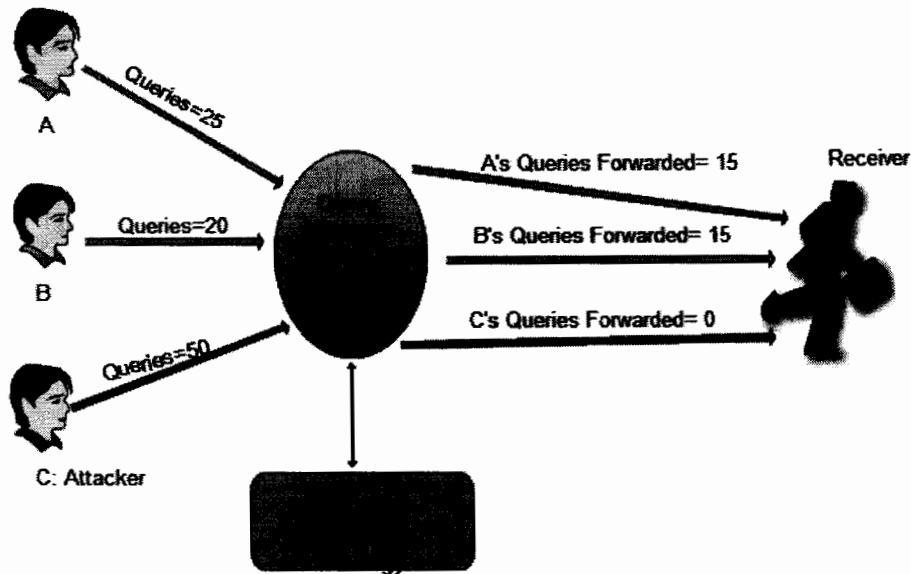 Queries=25
A
A's Queries Forwarded= 15
Receiver
Queries=20
B's Queries Forwarded= 15
B
C's Queries Forwarded= 0
Queries=50
C: Attacker